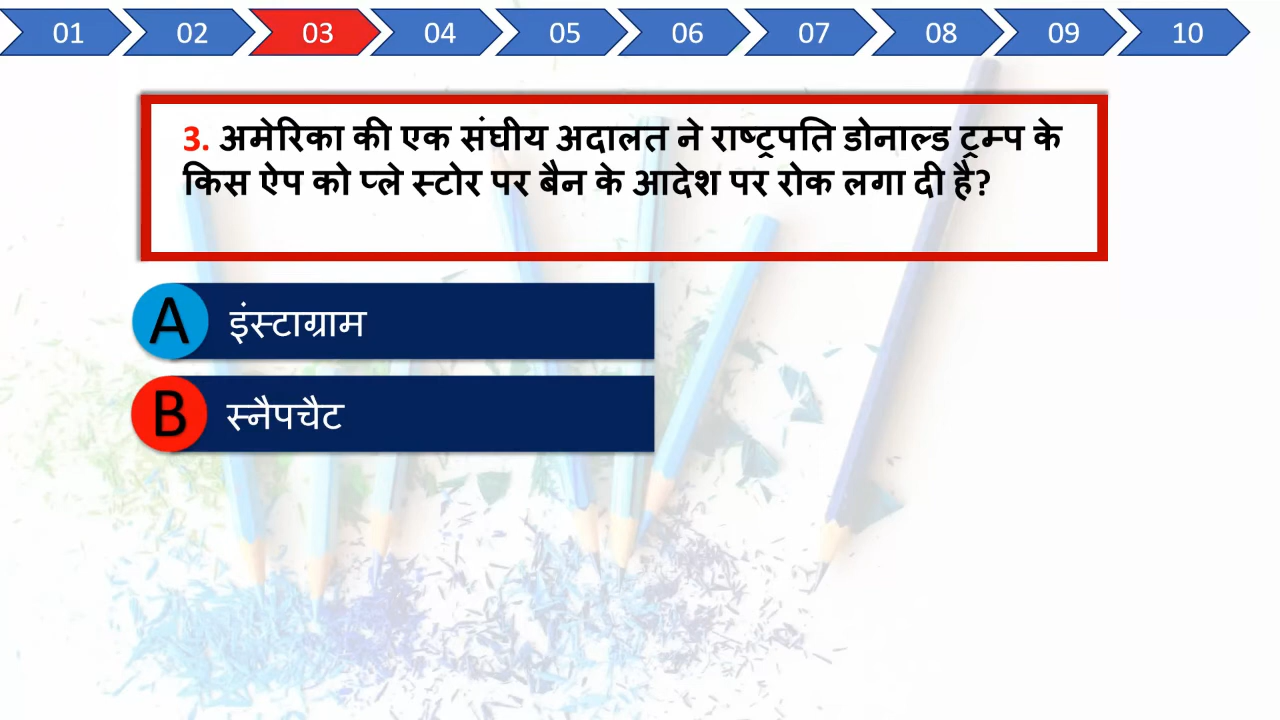 01 02 03 04 05 06 07 08 09 10
3. अमेरिका की एक संघीय अदालत ने राष्ट्रपति डोनाल्ड ट्रम्प के
किस ऐप को प्ले स्टोर पर बैन के आदेश पर रोक लगा दी है?
A इंस्टाग्राम
B स्नैपचैट